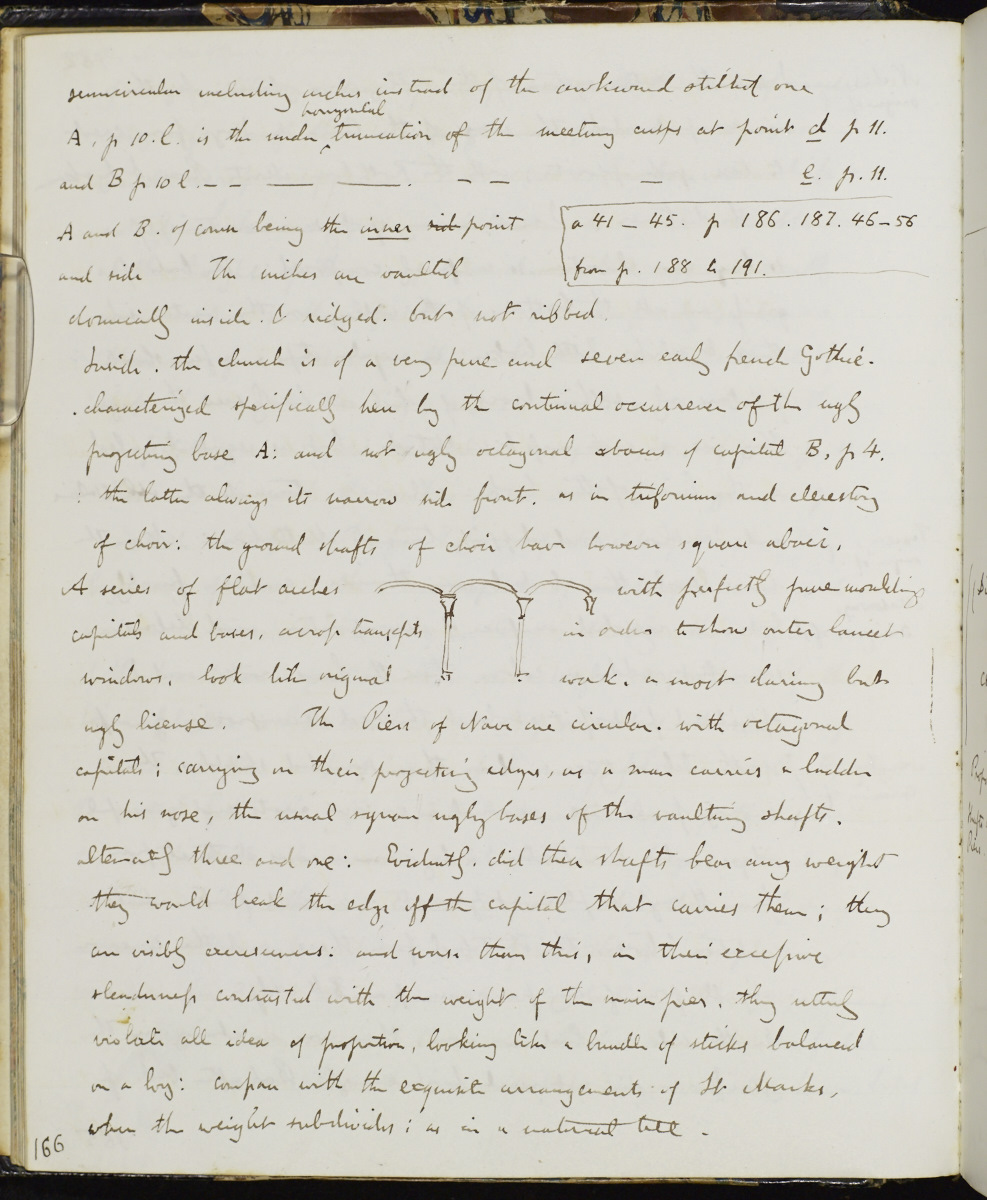 semicircular including arches instead of the awkward stilted one
horizontal
A, p 10. l. is the under truncation of the meeting cusps at point d p 11.
and B p 10 l. – – — —. – – — e. p. 11.
A and B. of course being the inner side point
a 41 – 45. p 186. 187. 46–56
from p. 188 to 191.
and side The niches are vaulted
domically inside. & ridged. but not ribbed.
Inside. the church is of a very pure and severe early french Gothic.
characterized specifically here by the continual occurrence of the ugly
projecting base A: and not ugly octagonal abacus of capital B, p 4.
: the latter always its narrow side front. as in triforium and clerestory
of choir: the ground shafts of choir have however square abaci.
A series of flat arches with perfectly pure mouldings
capitals and bases, across transepts in order to show outer lancet
windows. look like original work. a most daring but
ugly license. The Piers of Nave are circular. with octagonal
capitals; carrying on their projecting edges, as a man carries a ladder
on his nose, the usual square ugly bases of the vaulting shafts.
alternately three and one: Evidently. did these shafts bear any weight
they would break the edge off the capital that carries them; they
are visibly excrescences: and worse than this, in their excessive
slenderness contrasted with the weight of the main piers. they utterly
violate all idea of proportion, looking like a bundle of sticks balanced
on a log: compare with the exquisite arrangements of St Marks,
when the weight subdivides: as in a natural tree.
166